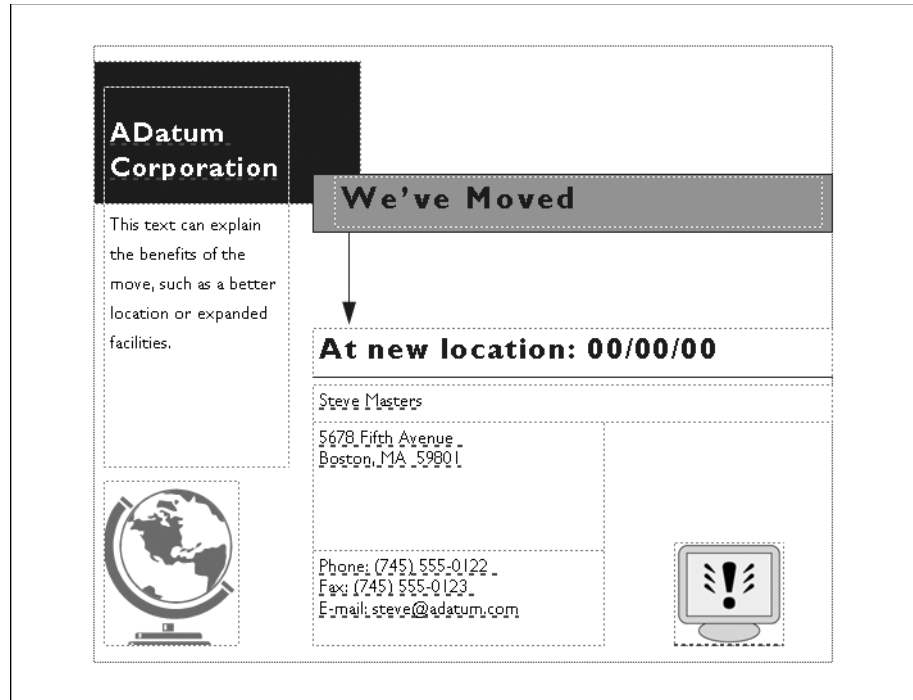 ADatum
Corporation
This text can explain
the benefits of the
move, such as a better
location or expanded
facilities.
We've Moved
At new location: 00/00/00
Steve Masters
5678 Fifth Avenue
Boston, MA  59801
Phone: (745) 555-0122
Fax: (745) 555-0123
E-mail: steve@adatum.com